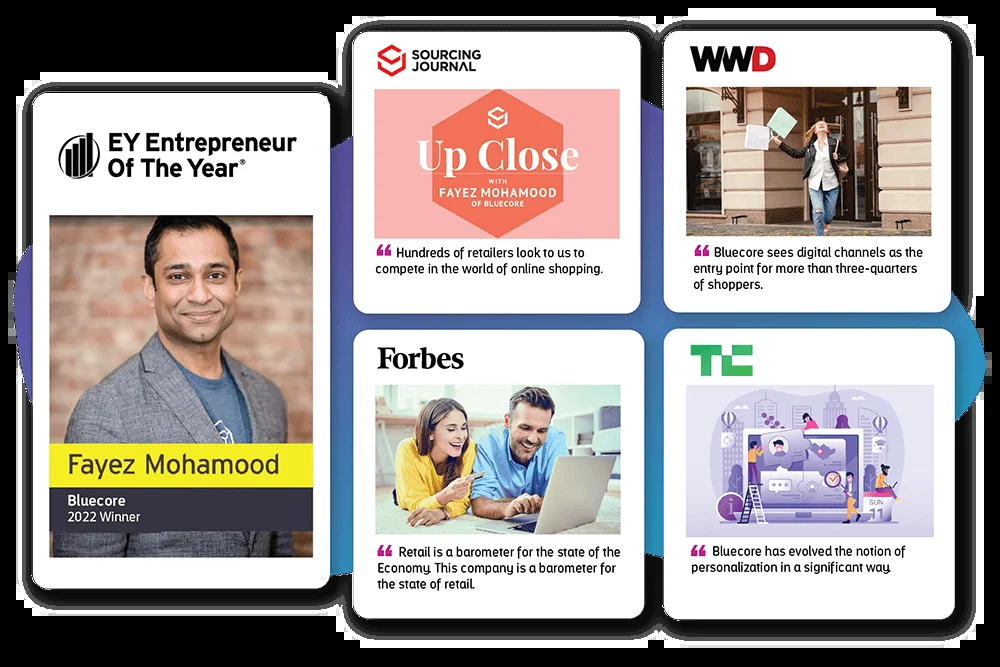 EY Entrepreneur
Of The Year®
Fayez Mohamood
Bluecore
2022 Winner
SOURCING
JOURNAL
Up Close
WITH
FAYEZ MOHAMOOD
OF BLUECORE
❝ Hundreds of retailers look to us to
compete in the world of online shopping.
WWD
❝ Bluecore sees digital channels as the
entry point for more than three-quarters
of shoppers.
Forbes
❝ Retail is a barometer for the state of the
Economy. This company is a barometer for
the state of retail.
TC
SUN
11
❝ Bluecore has evolved the notion of
personalization in a significant way.